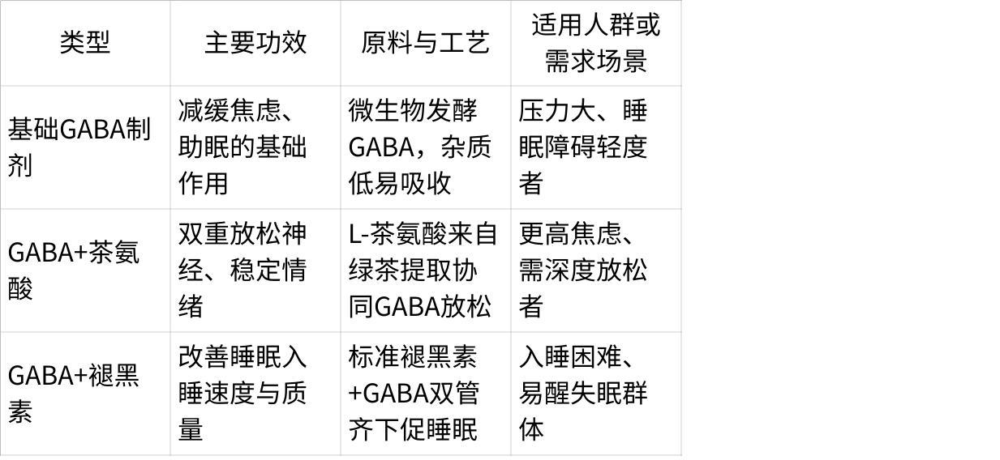 类型
主要功效
原料与工艺
适用人群或
需求场景
基础GABA制
剂
减缓焦虑、
助眠的基础
作用
微生物发酵
GABA，杂质
低易吸收
压力大、睡
眠障碍轻度
者
GABA+茶氨
酸
双重放松神
经、稳定情
绪
L-茶氨酸来自
绿茶提取协
同GABA放松
更高焦虑、
需深度放松
者
GABA+褪黑
素
改善睡眠入
睡速度与质
量
标准褪黑素
+GABA双管
齐下促睡眠
入睡困难、
易醒失眠群
体